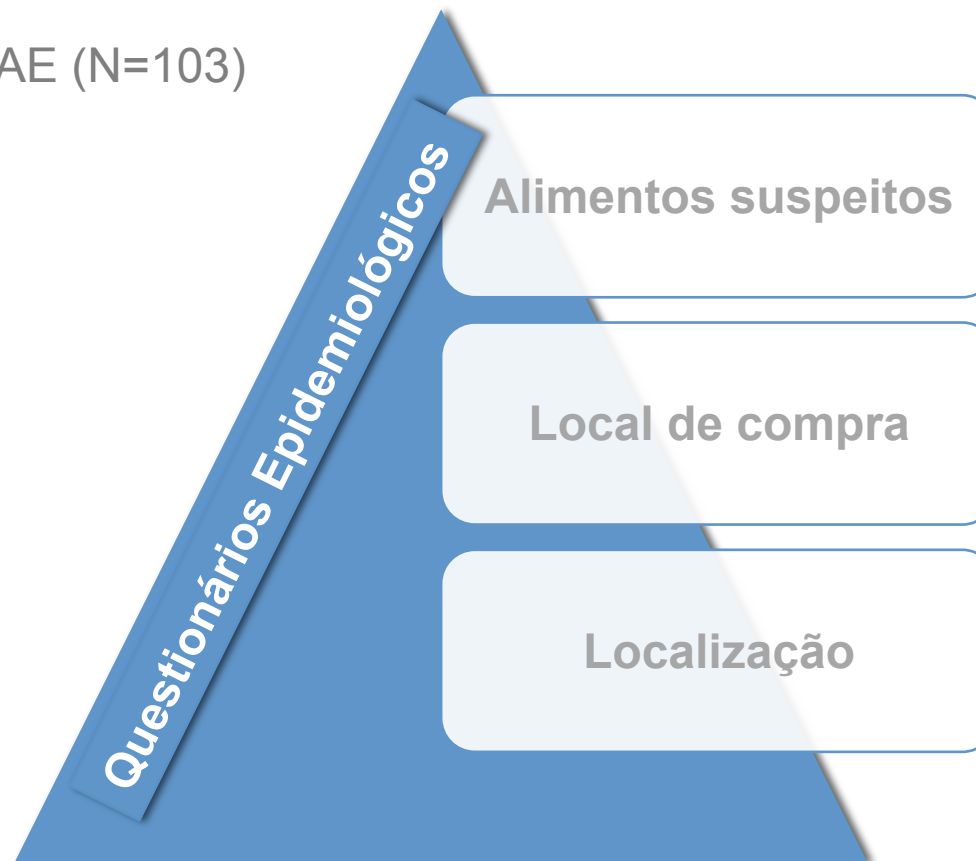 AE (N=103)
Questionários Epidemiológicos
Alimentos suspeitos
Local de compra
Localização